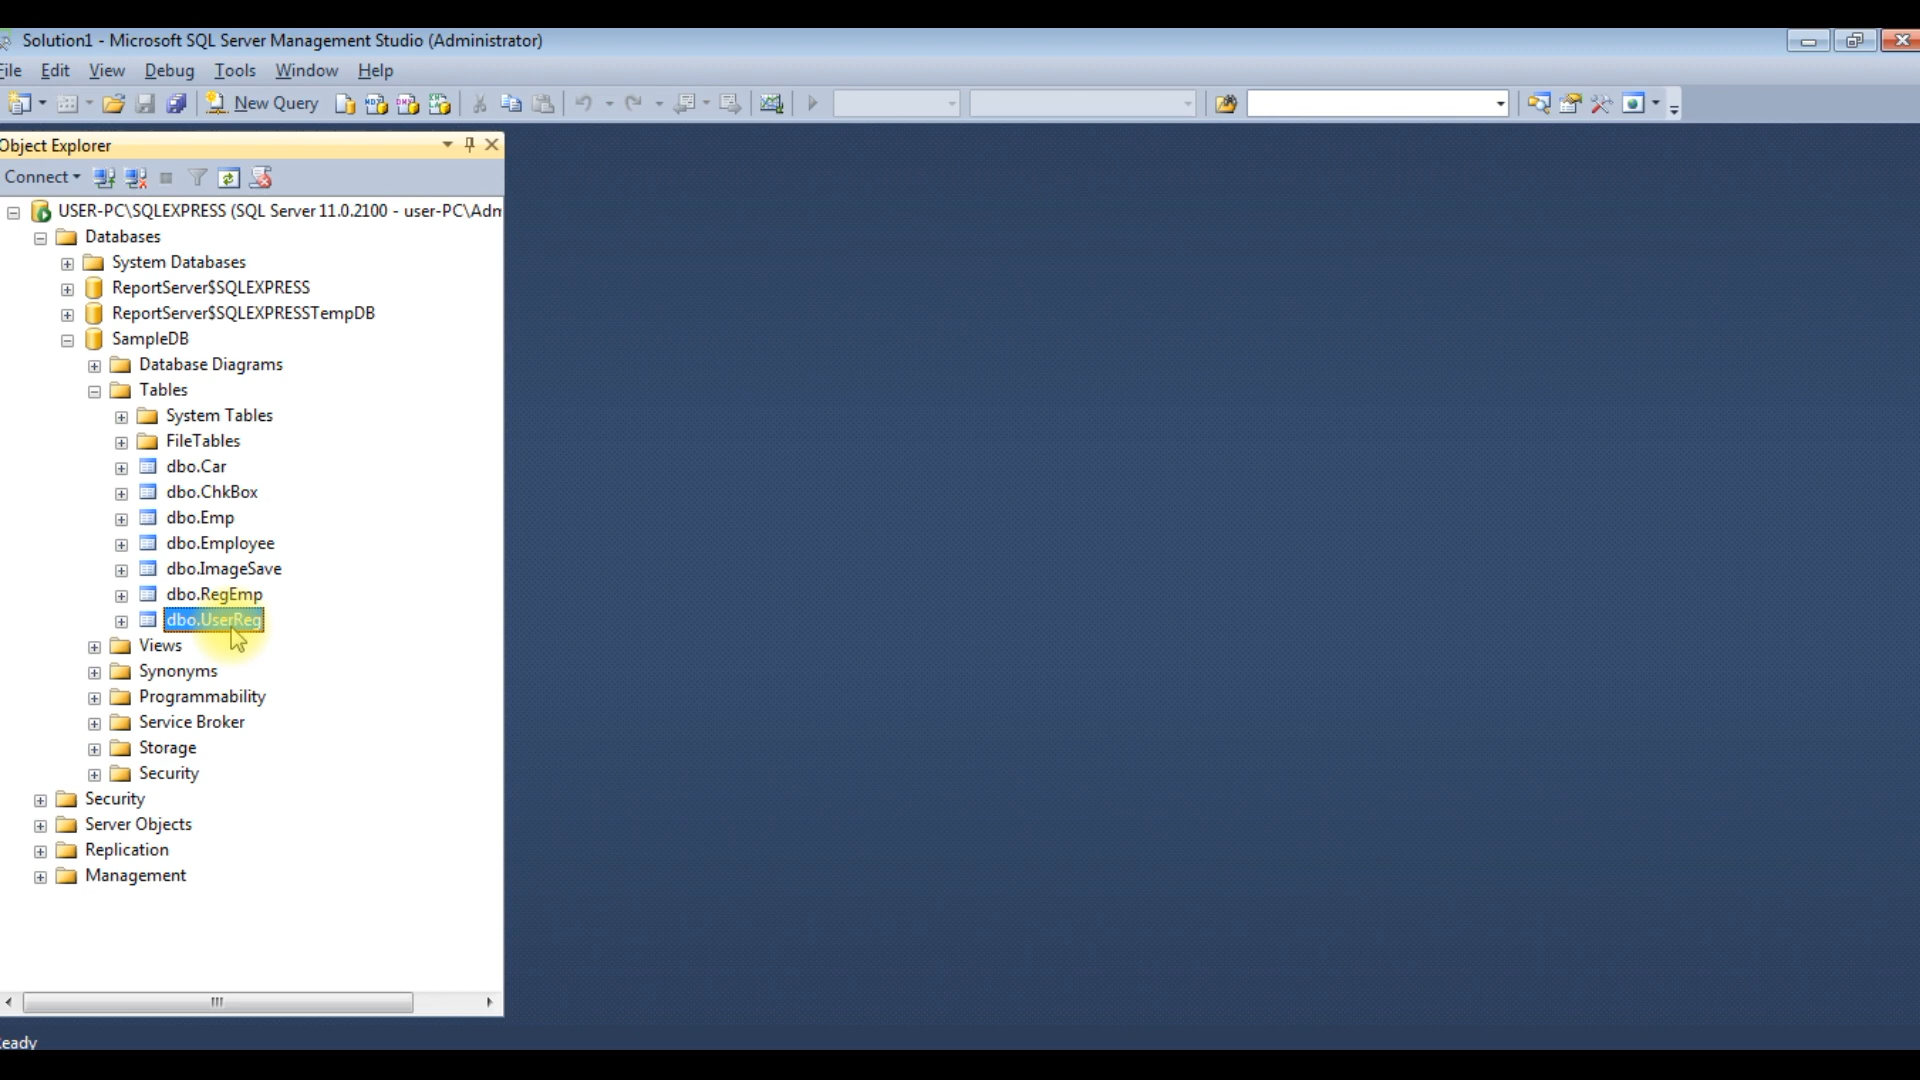 Solution1 - Microsoft SQL Server Management Studio (Administrator)
File Edit View Debug Tools Window Help
New Query
Object Explorer
Connect
USER-PC\SQLEXPRESS (SQL Server 11.0.2100 - user-PC\Adm
Databases
System Databases
ReportServer$SQLEXPRESS
ReportServer$SQLEXPRESSTempDB
SampleDB
Database Diagrams
Tables
System Tables
FileTables
dbo.Car
dbo.ChkBox
dbo.Emp
dbo.Employee
dbo.ImageSave
dbo.RegEmp
dbo.UserReg
Views
Synonyms
Programmability
Service Broker
Storage
Security
Security
Server Objects
Replication
Management
Ready